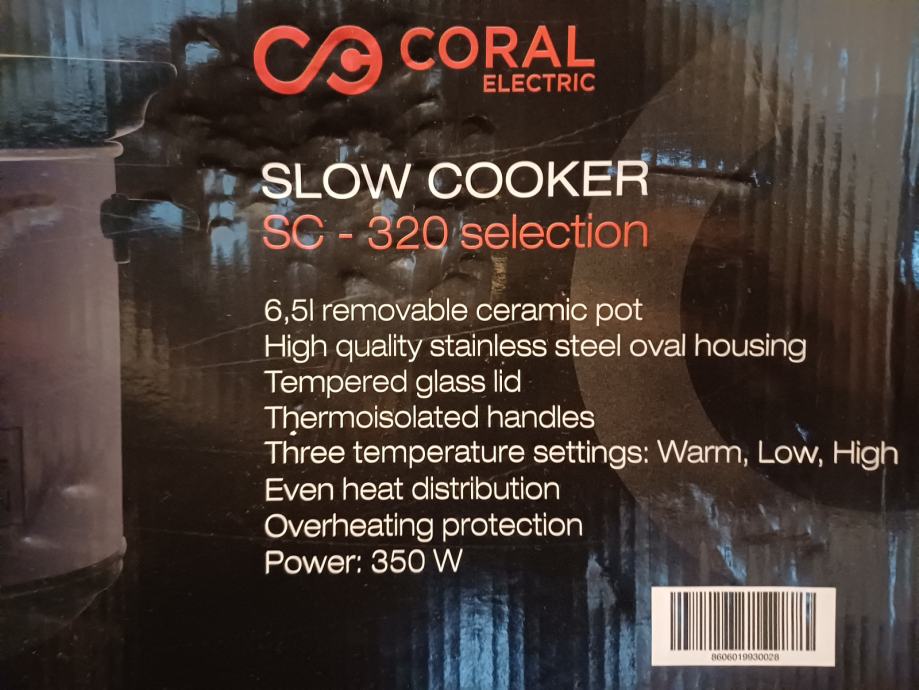 CORAL
ELECTRIC
SLOW COOKER
SC - 320 selection
6,5l removable ceramic pot
High quality stainless steel oval housing
Tempered glass lid
Thermoisolated handles
Three temperature settings: Warm, Low, High
Even heat distribution
Overheating protection
Power: 350 W
8606019930028